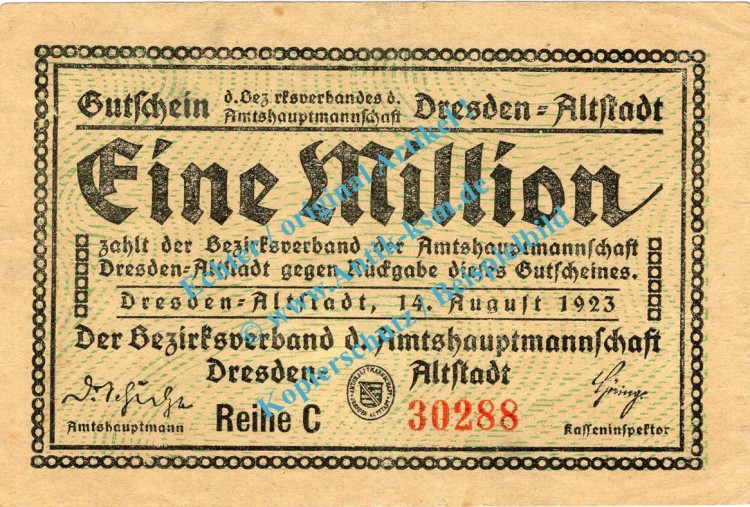 Gutschein d. Bezirksverbandes d. Amtshauptmannschaft Dresden=Altstadt
Eine Million
zahlt der Bezirksverband der Amtshauptmannschaft
Dresden-Altstadt gegen Rückgabe dieses Gutscheines.
Dresden-Altstadt, 14. August 1923
Der Bezirksverband d. Amtshauptmannschaft
Dresden- Altstadt
Reihe C 30288
Amtshauptmann Kasseninspektor
Echter / original Artikel
© www.Antik-ksm.de
Kopierschutz / Beispielbild